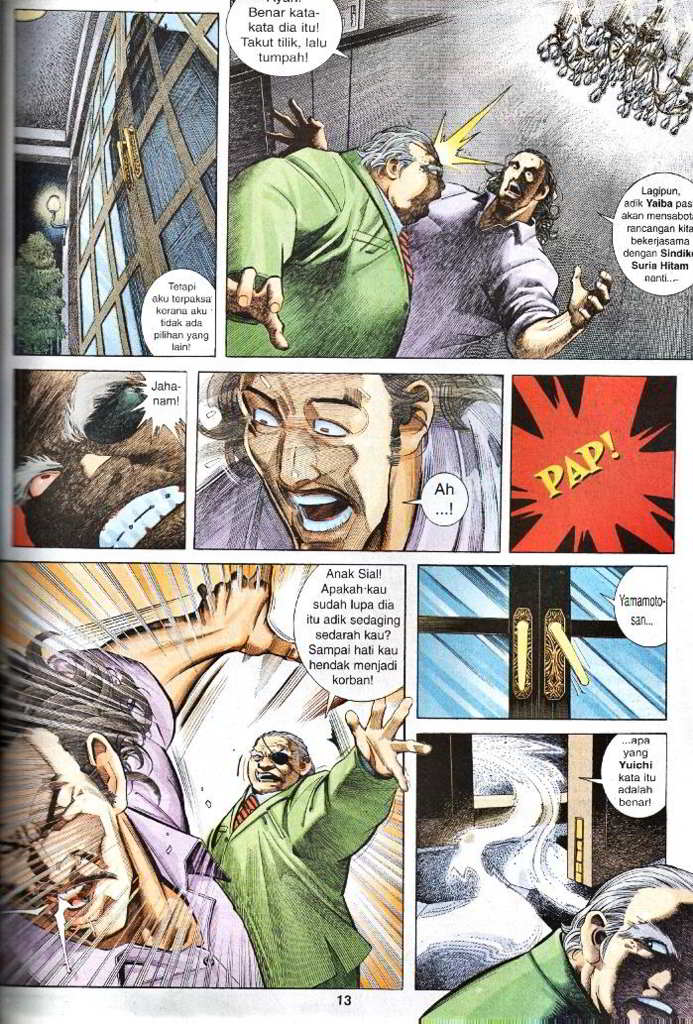 Tetapi
aku terpaksa
kerana aku
tidak ada
pilihan yang
lain!
Benar kata-
kata dia itu!
Takut tilik, lalu
tumpah!
Lagipun,
adik Yaiba
akan
rancangan
bekerjasama
dengan
Suria Hitam
nanti...
Jaha-
nam!
Ah
...!
PAP!
Anak Sial!
Apakah kau
sudah lupa dia
itu adik sedaging
sedarah kau?
Sampai hati kau
hendak menjadi
korban!
Yamamoto-
san...
...apa
yang
Yuichi
kata itu
adalah
benar!
13